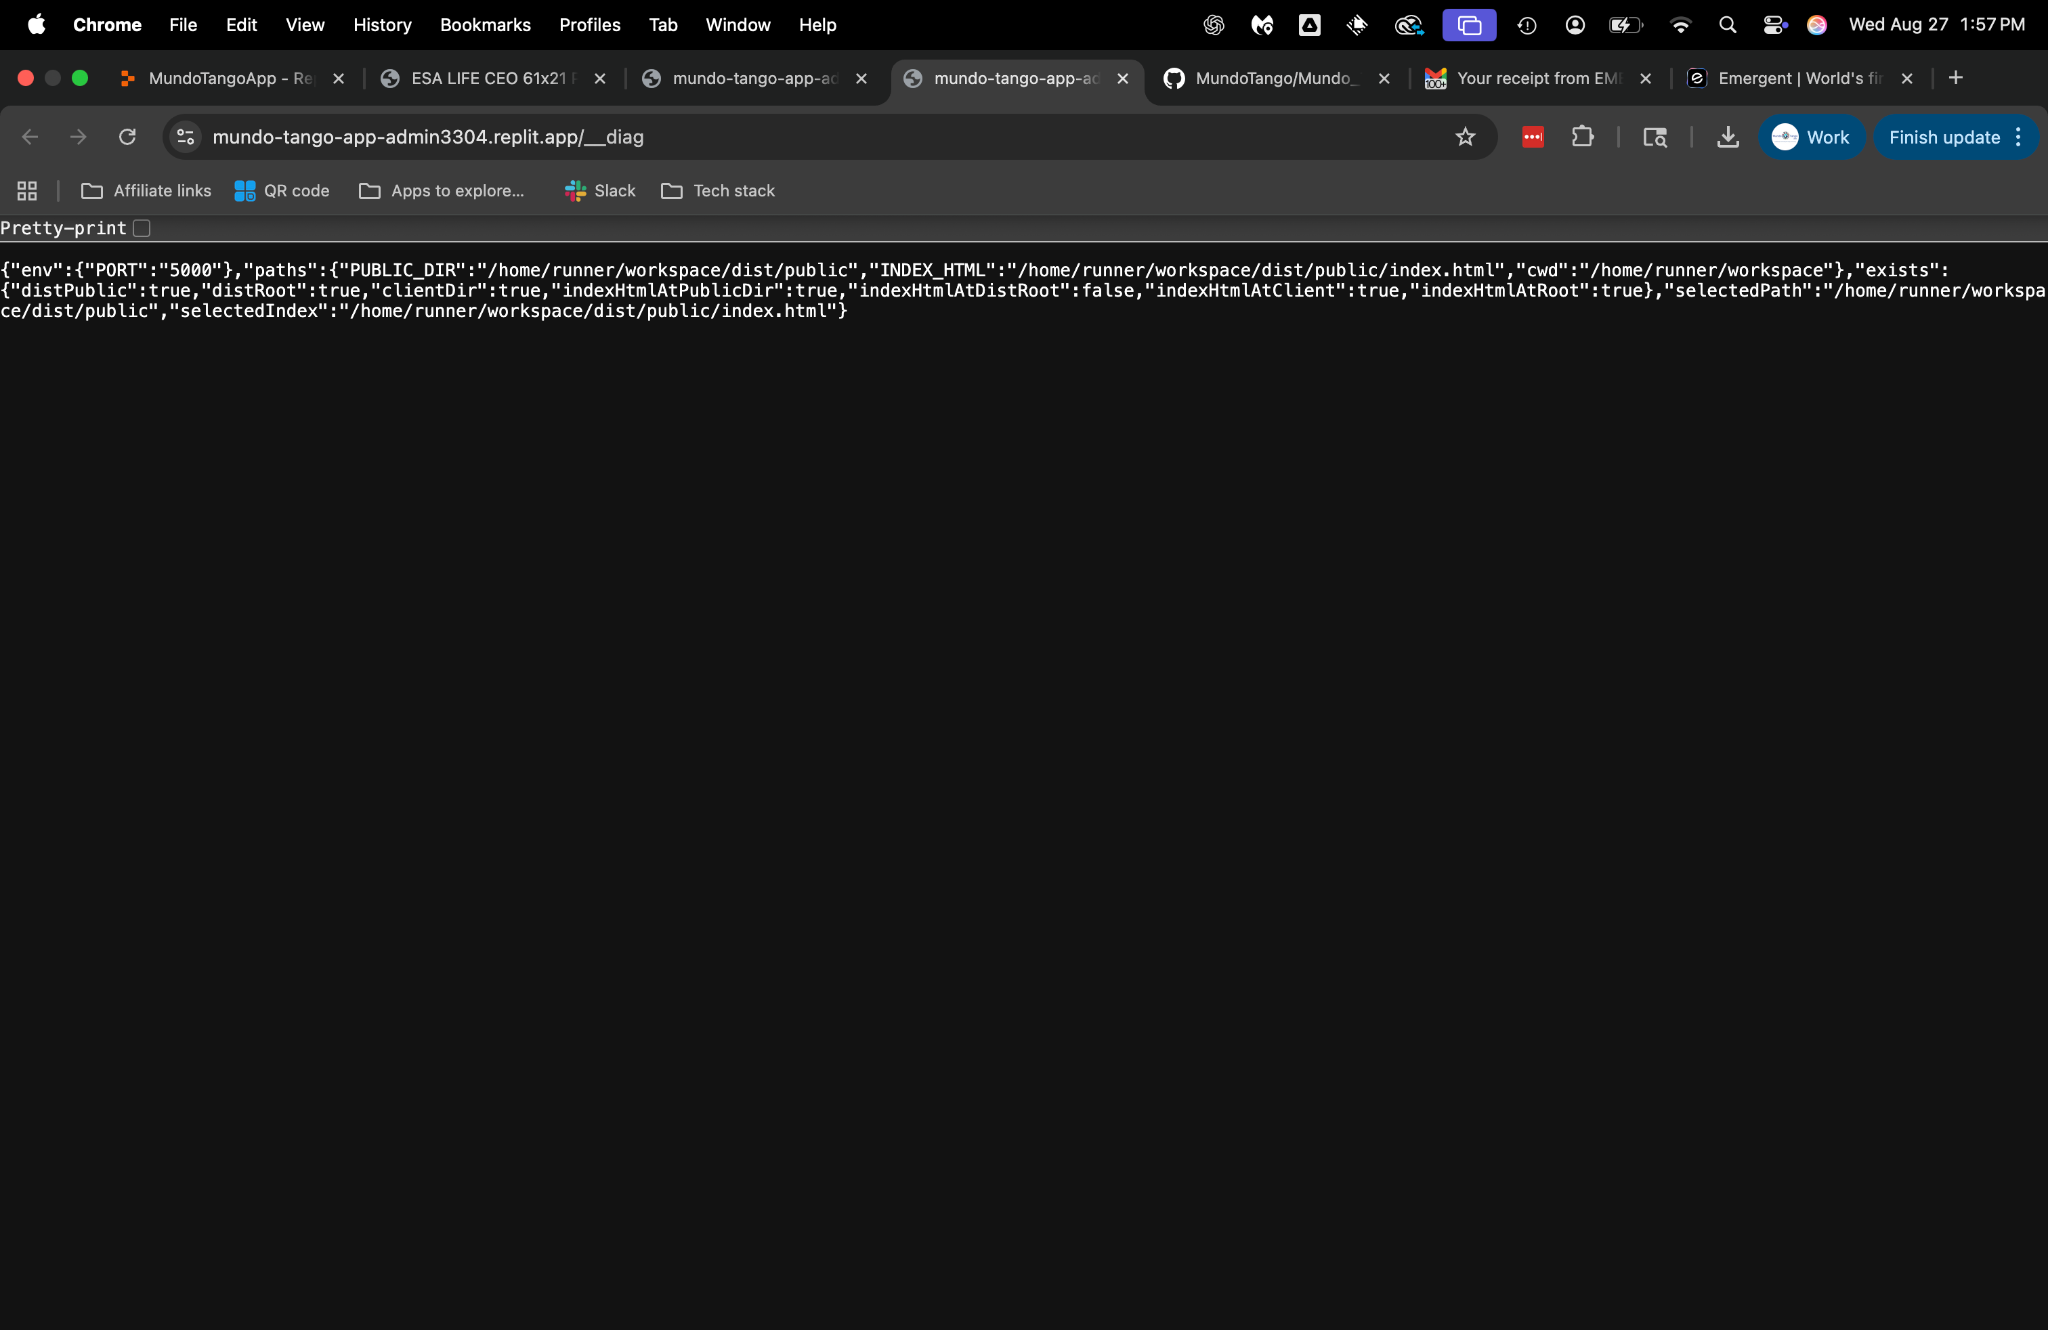 Chrome File Edit View History Bookmarks Profiles Tab Window Help Wed Aug 27 1:57 PM
MundoTangoApp - Re ESA LIFE CEO 61x21 F mundo-tango-app-ad mundo-tango-app-ad MundoTango/Mundo_ 100+ Your receipt from EME Emergent | World's fir
mundo-tango-app-admin3304.replit.app/__diag Work Finish update
Affiliate links QR code Apps to explore... Slack Tech stack
Pretty-print
{"env":{"PORT":"5000"},"paths":{"PUBLIC_DIR":"/home/runner/workspace/dist/public","INDEX_HTML":"/home/runner/workspace/dist/public/index.html","cwd":"/home/runner/workspace"},"exists":
{"distPublic":true,"distRoot":true,"clientDir":true,"indexHtmlAtPublicDir":true,"indexHtmlAtDistRoot":false,"indexHtmlAtClient":true,"indexHtmlAtRoot":true},"selectedPath":"/home/runner/workspa
ce/dist/public","selectedIndex":"/home/runner/workspace/dist/public/index.html"}